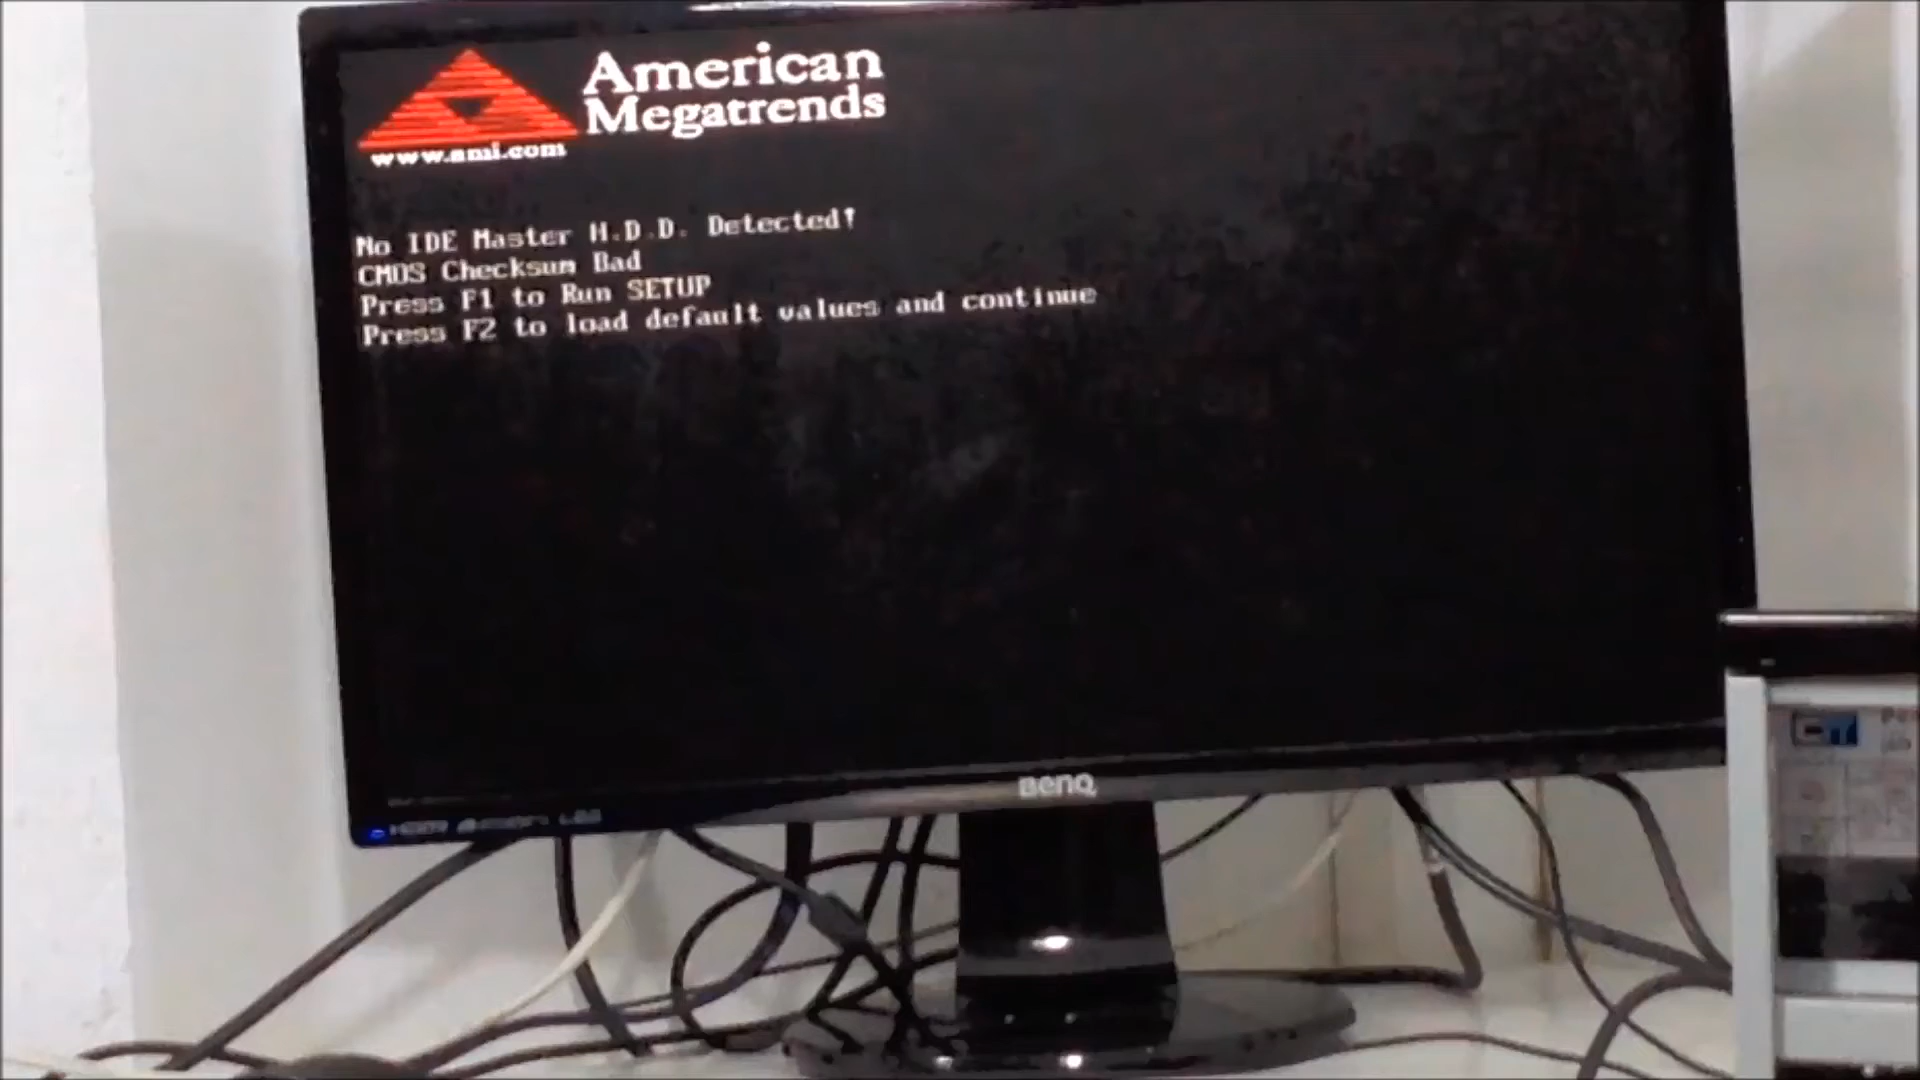 American
Megatrends
www.ami.com
No IDE Master H.D.D. Detected!
CMOS Checksum Bad
Press F1 to Run SETUP
Press F2 to load default values and continue
BenQ